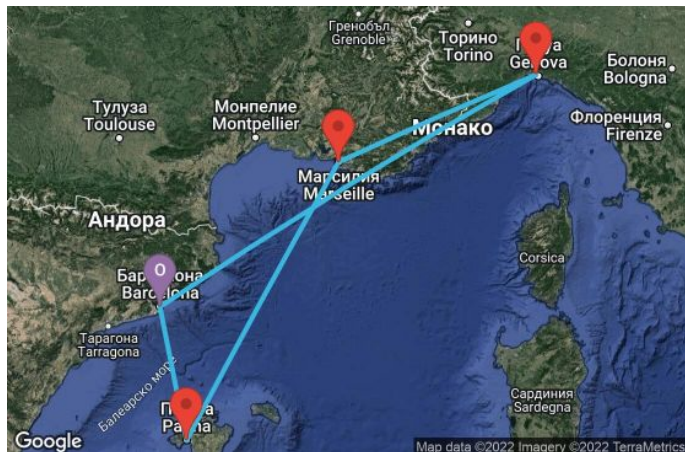 Гренобъл
Grenoble
Торино
Torino
Genova
Болоня
Bologna
Тулуза
Toulouse
Монпелие
Montpellier
Монако
Флоренция
Firenze
Марсилия
Marseille
Андора
Corsica
Barcelona
Тарагона
Tarragona
Балеарско море
Сардиния
Sardegna
Palma
O
Google
Map data ©2022 Imagery ©2022 TerraMetrics